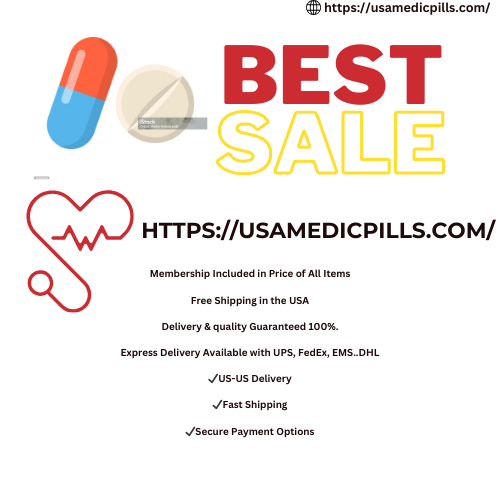 https://usamedicpills.com/
BEST
SALE
iStock
HTTPS://USAMEDICPILLS.COM/
Membership Included in Price of All Items
Free Shipping in the USA
Delivery & quality Guaranteed 100%.
Express Delivery Available with UPS, FedEx, EMS..DHL
✓US-US Delivery
✓Fast Shipping
✓Secure Payment Options